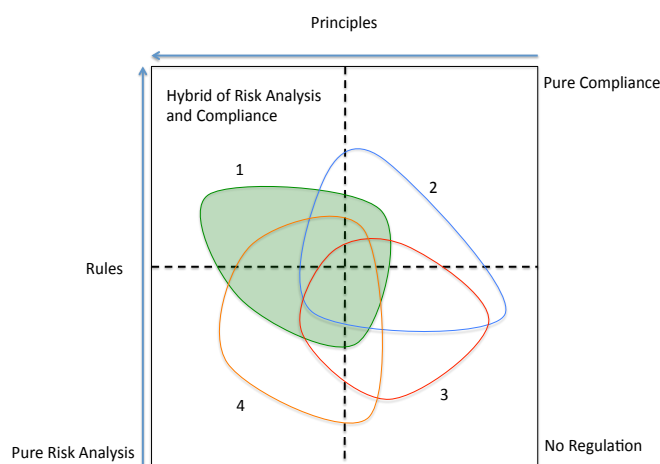 Principles
Pure Compliance
Hybrid of Risk Analysis
and Compliance
1
2
Rules
4
3
Pure Risk Analysis
No Regulation